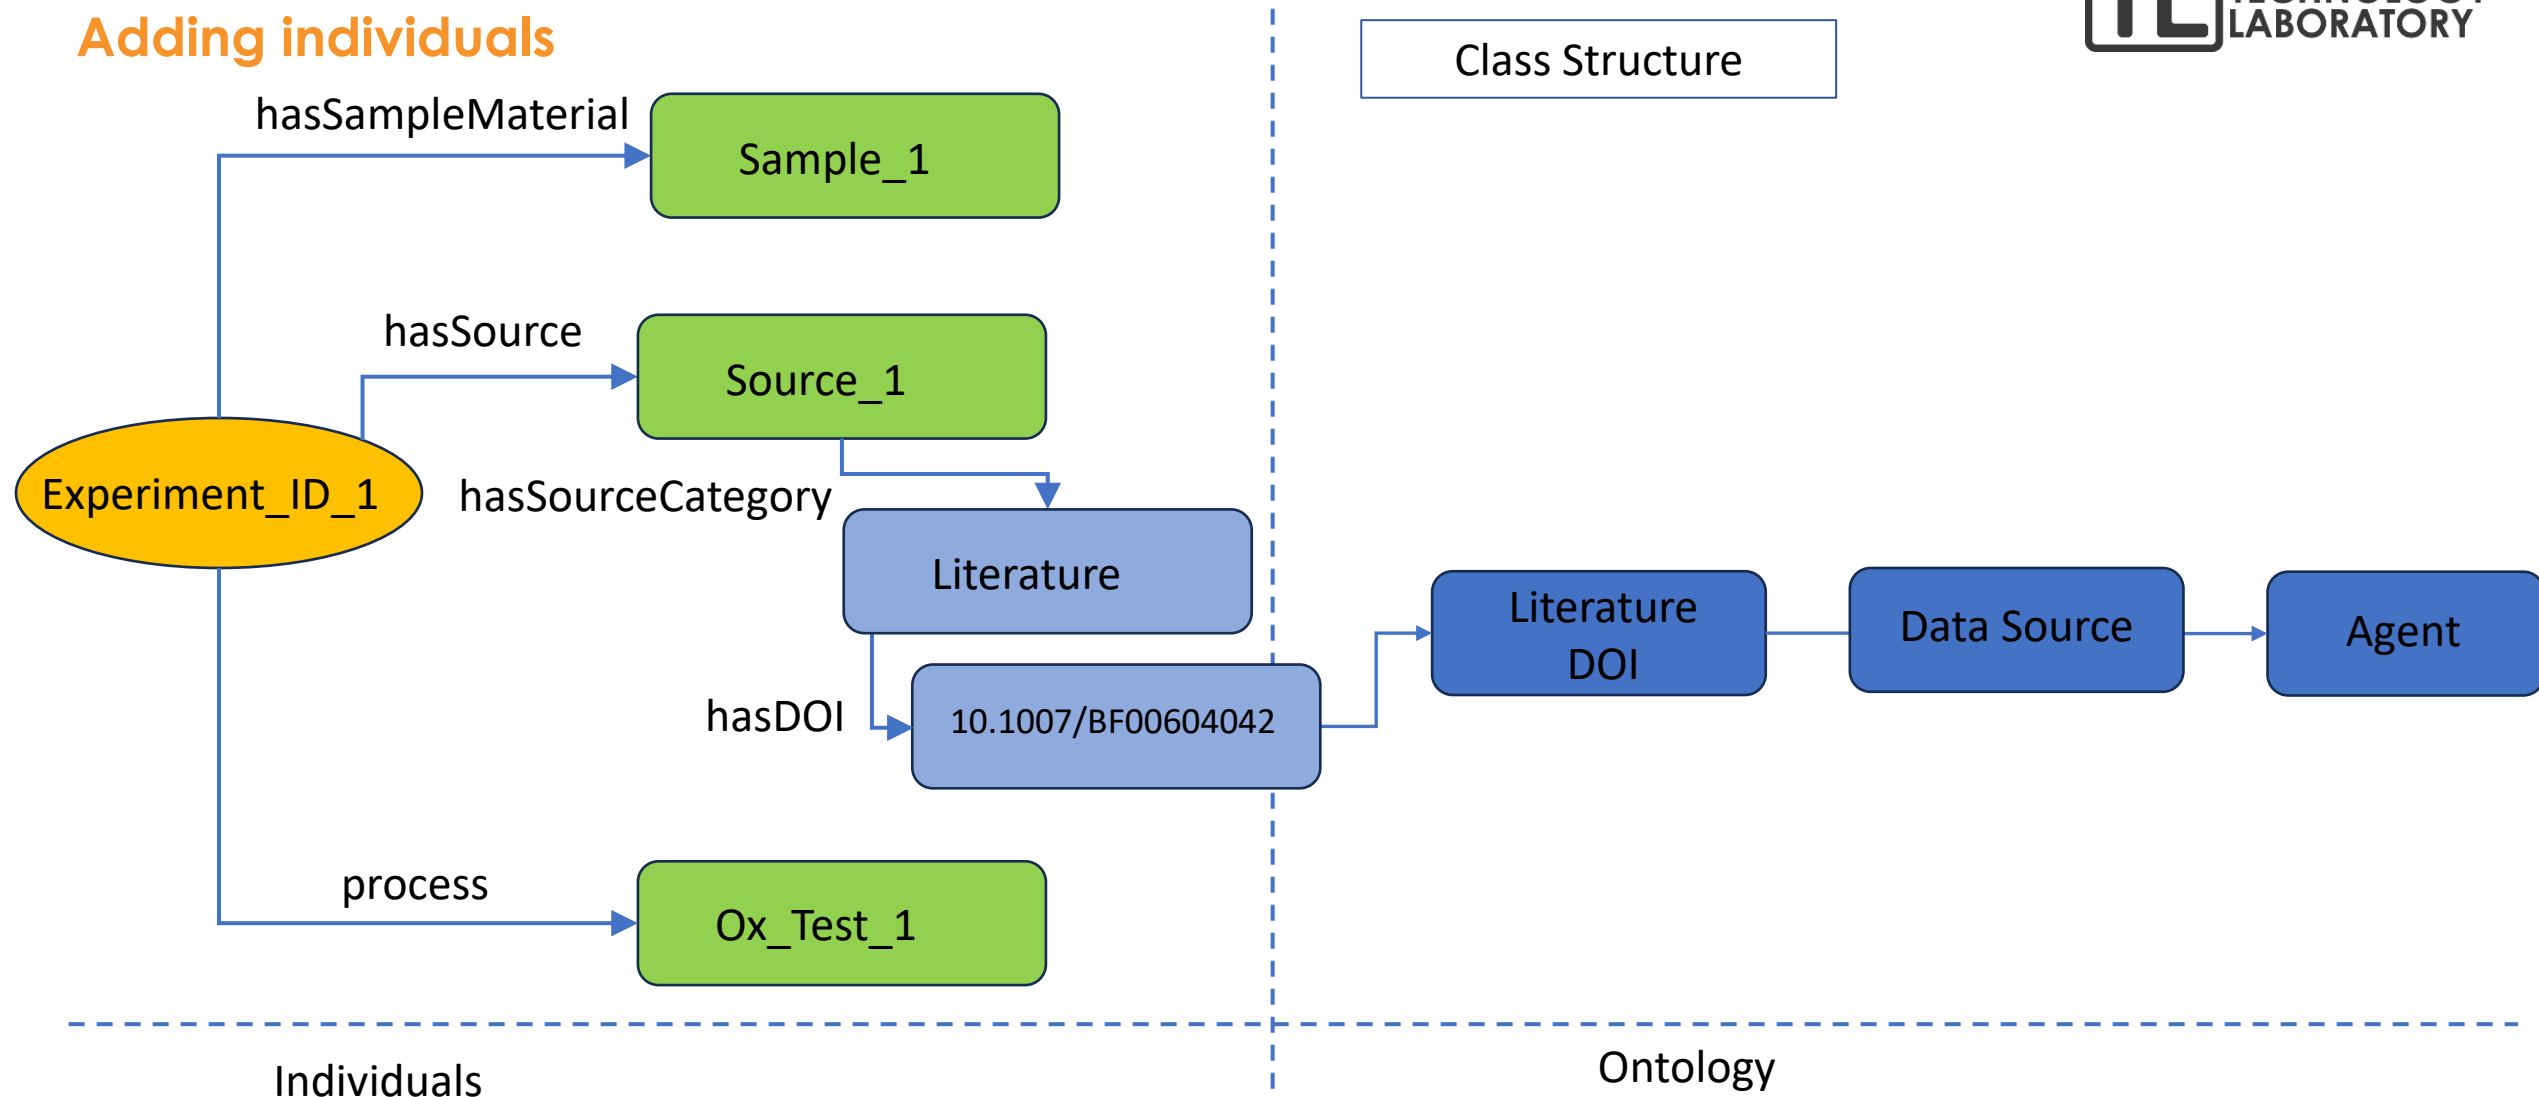 Adding individuals
Class Structure
LABORATORY
hasSampleMaterial
Sample_1
hasSource
Source_1
Experiment_ID_1
hasSourceCategory
Literature
Literature
DOI
Data Source
Agent
hasDOI
10.1007/BF00604042
process
Ox_Test_1
Individuals
Ontology